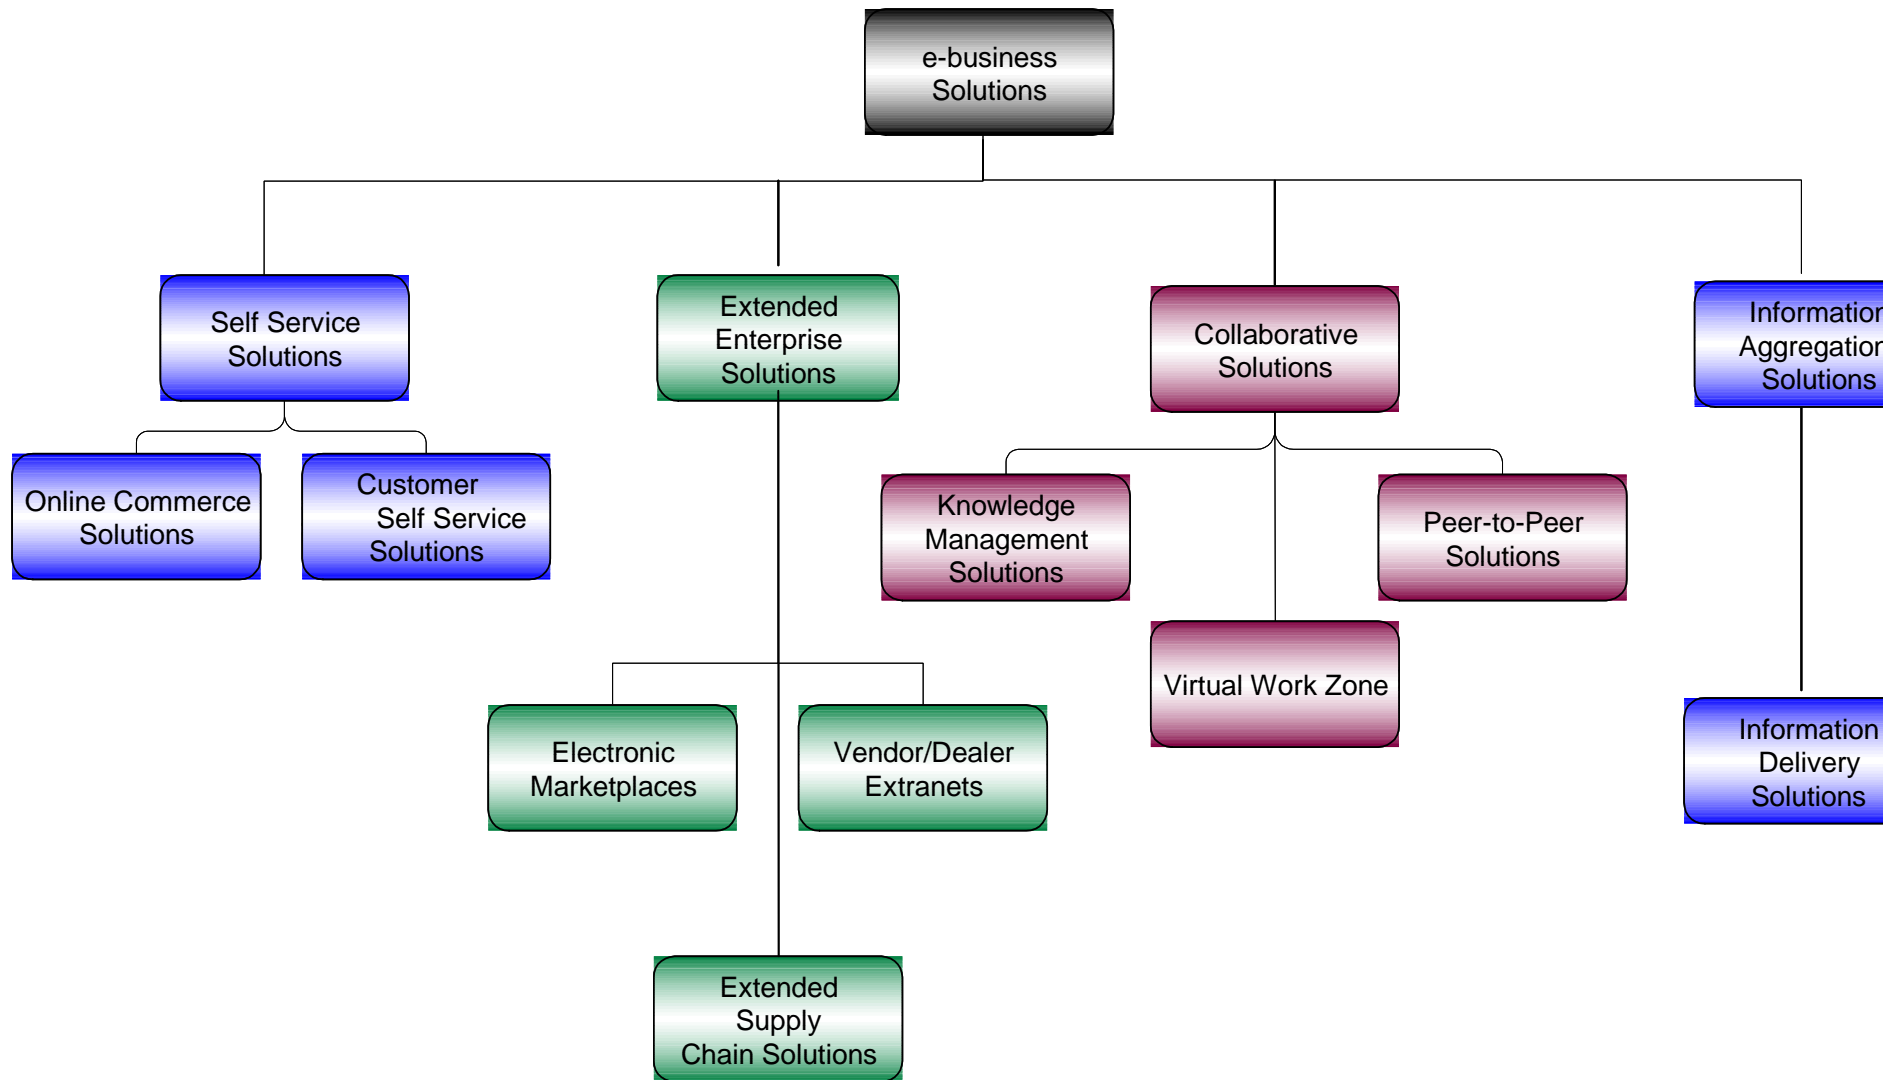 e-business
Solutions
Self Service
Solutions
Extended
Enterprise
Solutions
Collaborative
Solutions
Information
Aggregation
Solutions
Online Commerce
Solutions
Customer
Self Service
Solutions
Knowledge
Management
Solutions
Peer-to-Peer
Solutions
Virtual Work Zone
Electronic
Marketplaces
Vendor/Dealer
Extranets
Information
Delivery
Solutions
Extended
Supply
Chain Solutions